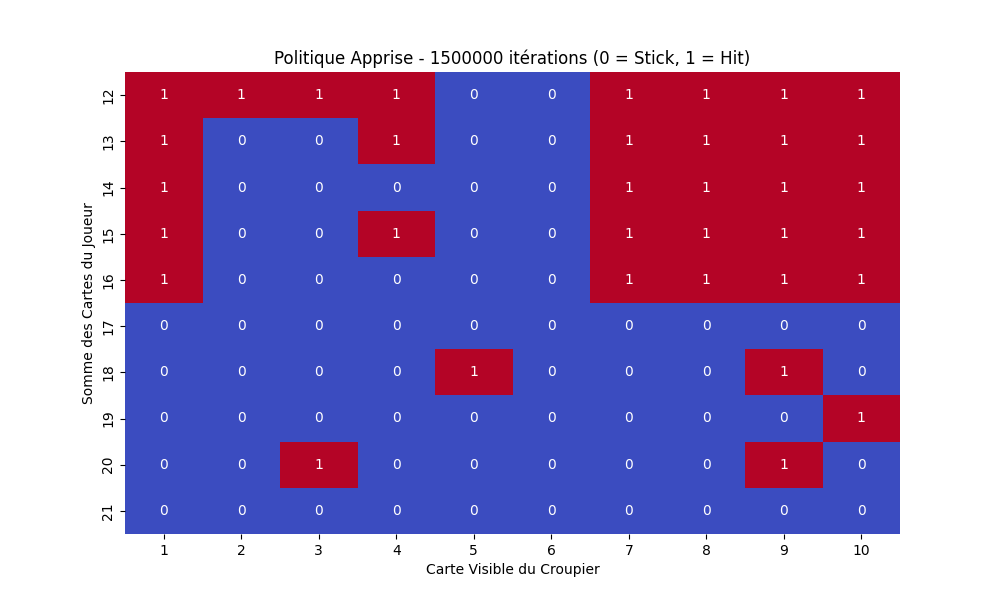 Politique Apprise - 1500000 itérations (0 = Stick, 1 = Hit)
Somme des Cartes du Joueur
12 1 1 1 1 0 0 1 1 1 1
13 1 0 0 1 0 0 1 1 1 1
14 1 0 0 0 0 0 1 1 1 1
15 1 0 0 1 0 0 1 1 1 1
16 1 0 0 0 0 0 1 1 1 1
17 0 0 0 0 0 0 0 0 0 0
18 0 0 0 0 1 0 0 0 1 0
19 0 0 0 0 0 0 0 0 0 1
20 0 0 1 0 0 0 0 0 1 0
21 0 0 0 0 0 0 0 0 0 0
1 2 3 4 5 6 7 8 9 10
Carte Visible du Croupier